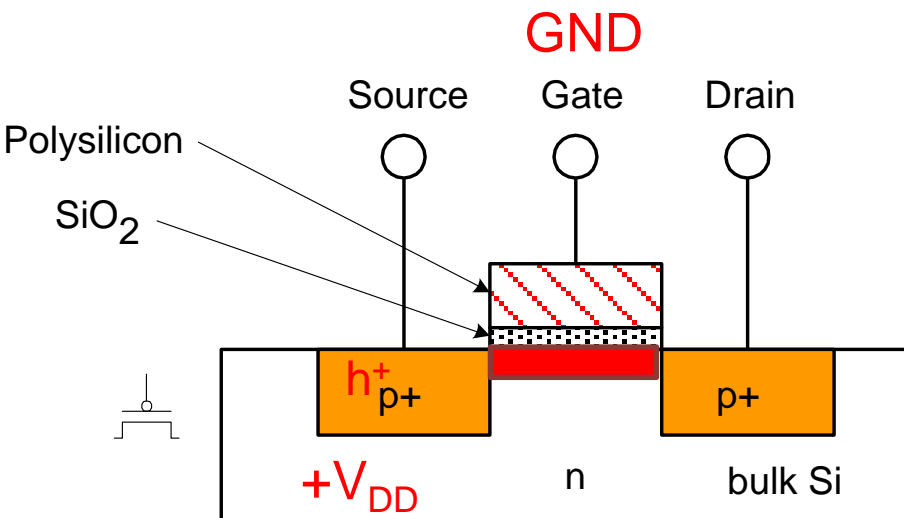 GND
Source Gate Drain
Polysilicon
SiO2
h+
p+ p+
+VDD n bulk Si